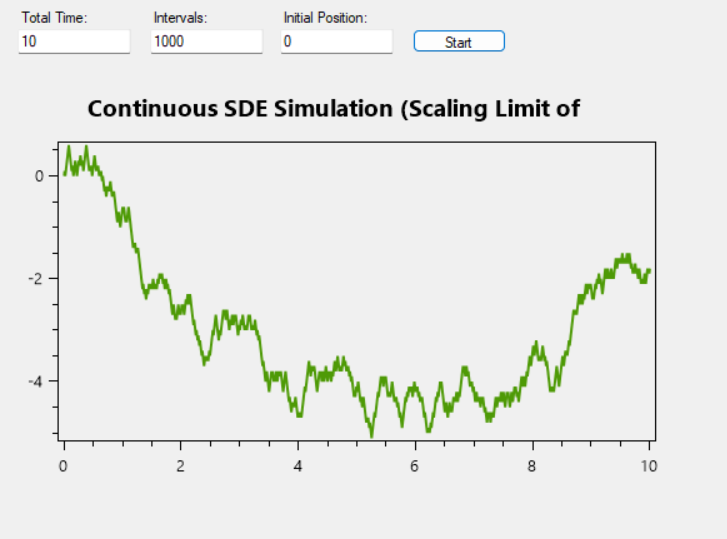 Total Time: Intervals: Initial Position:
10 1000 0 Start
Continuous SDE Simulation (Scaling Limit of
0
-2
-4
0 2 4 6 8 10